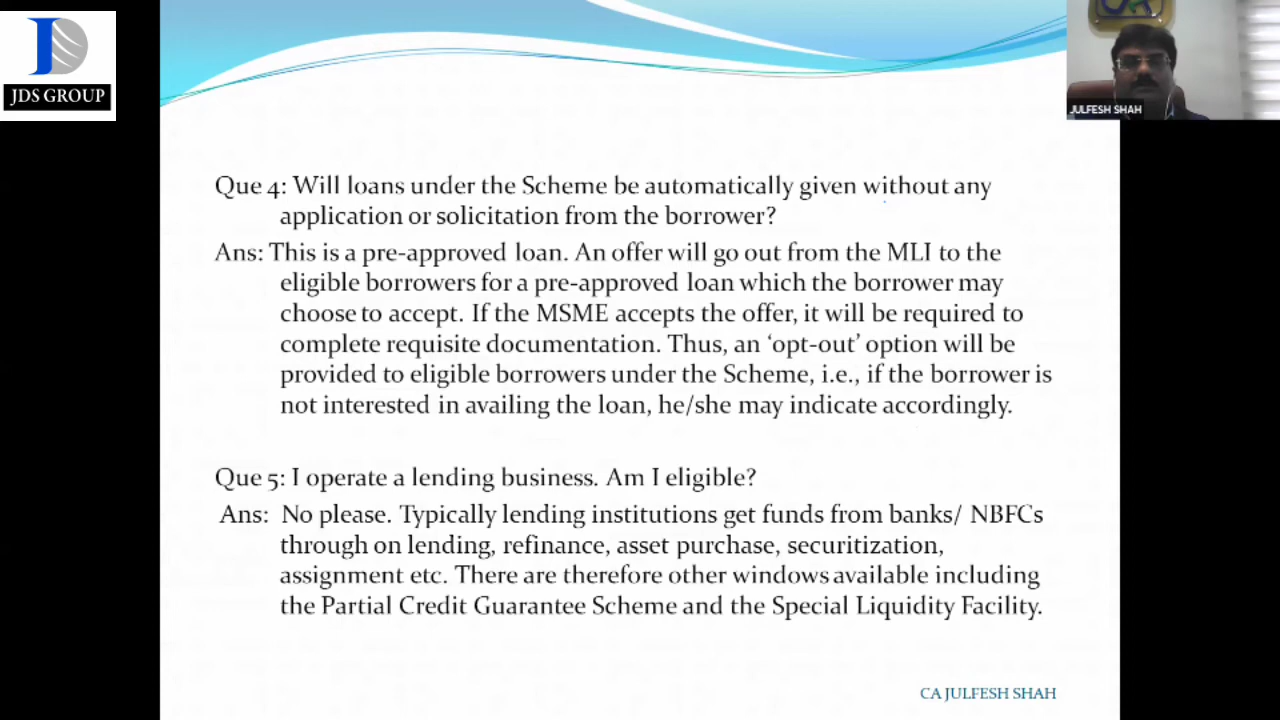 JDS GROUP
JULFESH SHAH
Que 4: Will loans under the Scheme be automatically given without any
application or solicitation from the borrower?
Ans: This is a pre-approved loan. An offer will go out from the MLI to the
eligible borrowers for a pre-approved loan which the borrower may
choose to accept. If the MSME accepts the offer, it will be required to
complete requisite documentation. Thus, an ‘opt-out’ option will be
provided to eligible borrowers under the Scheme, i.e., if the borrower is
not interested in availing the loan, he/she may indicate accordingly.
Que 5: I operate a lending business. Am I eligible?
Ans: No please. Typically lending institutions get funds from banks/ NBFCs
through on lending, refinance, asset purchase, securitization,
assignment etc. There are therefore other windows available including
the Partial Credit Guarantee Scheme and the Special Liquidity Facility.
CA JULFESH SHAH